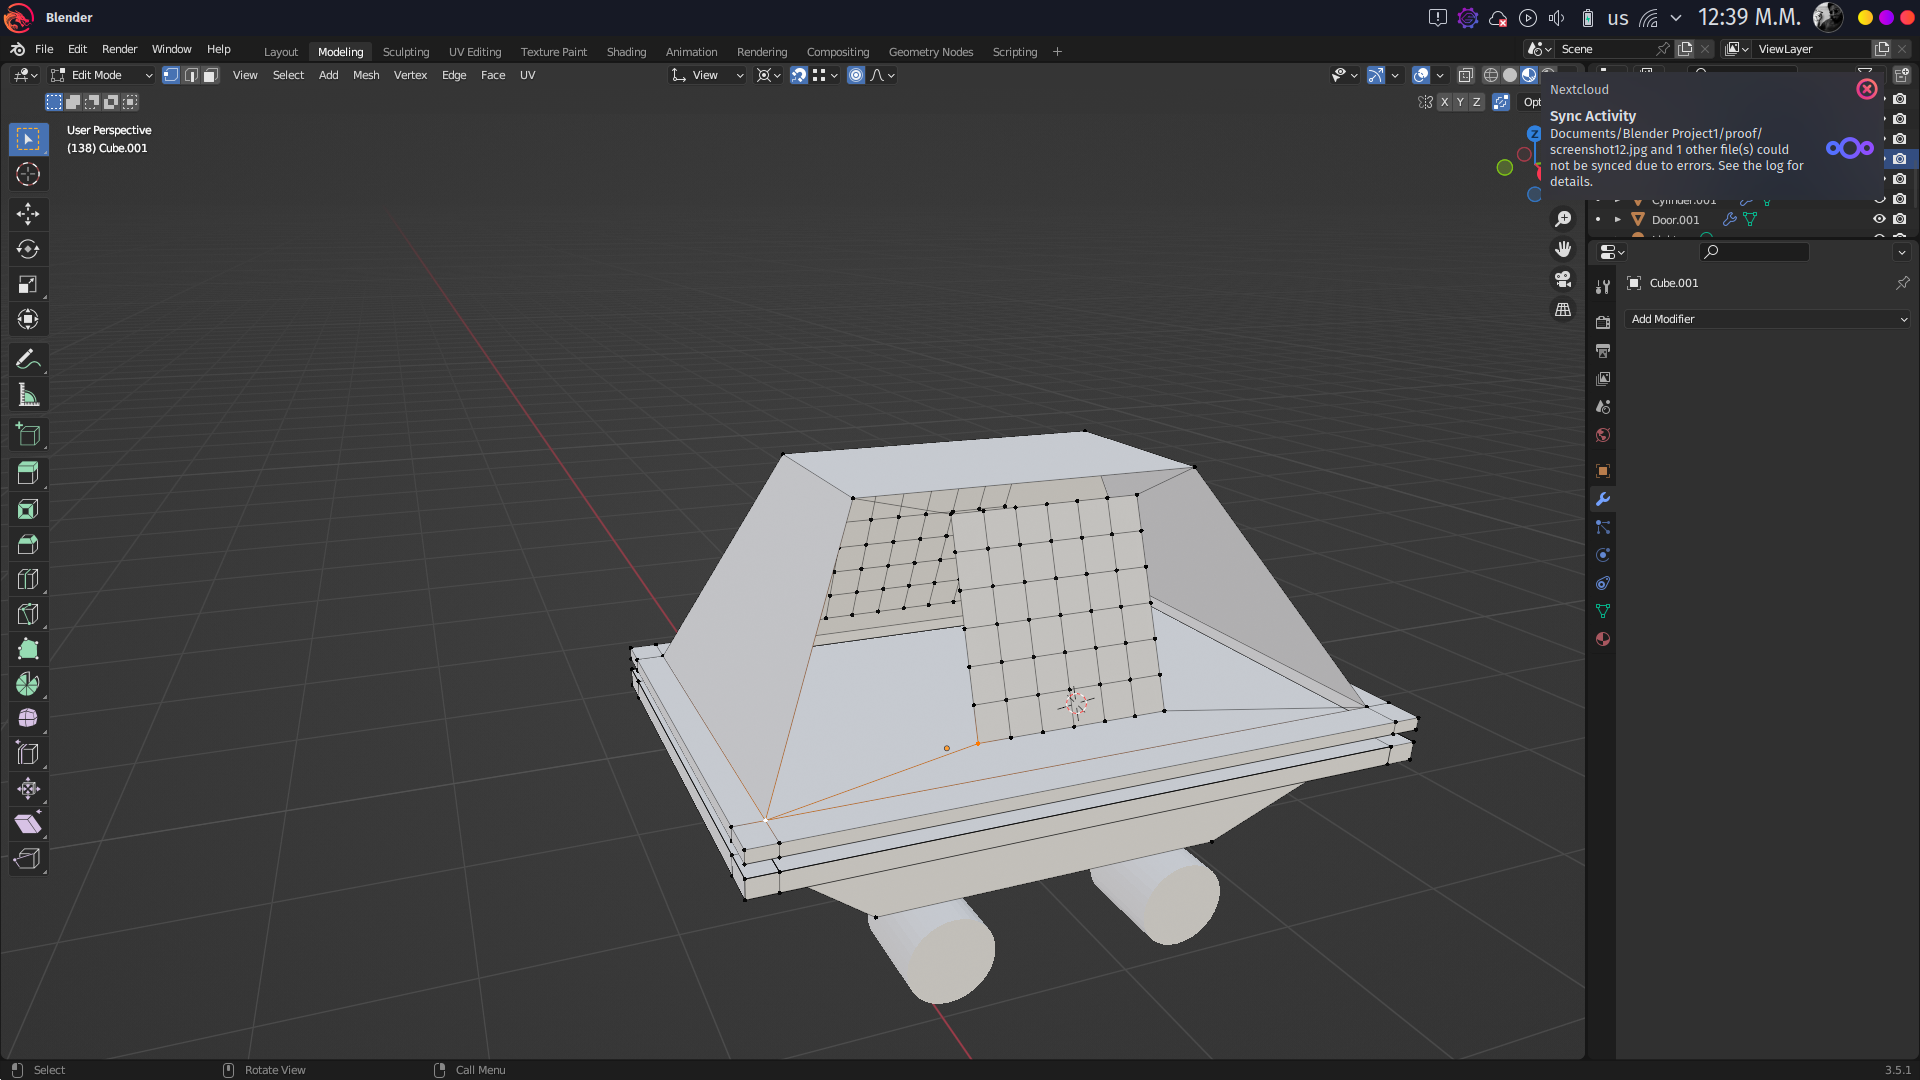 Blender
us
12:39 M.M.
File Edit Render Window Help
Layout Modeling Sculpting UV Editing Texture Paint Shading Animation Rendering Compositing Geometry Nodes Scripting +
Scene
ViewLayer
Edit Mode
View Select Add Mesh Vertex Edge Face UV
View
X Y Z
Opt
User Perspective
(138) Cube.001
Z
Nextcloud
Sync Activity
Documents/Blender Project1/proof/
screenshot12.jpg and 1 other file(s) could
not be synced due to errors. See the log for
details.
Cylinder.001
Door.001
Cube.001
Add Modifier
Select
Rotate View
Call Menu
3.5.1